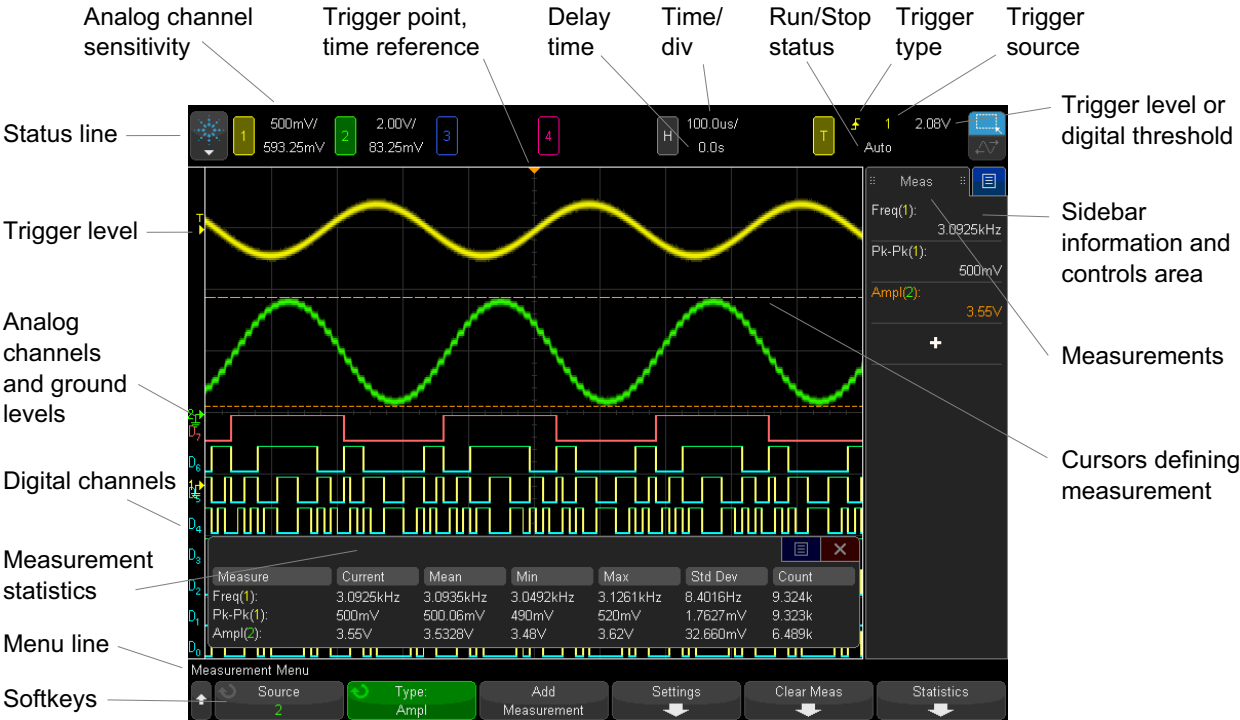 Analog channel
sensitivity
Trigger point,
time reference
Delay
time
Time/
div
Run/Stop
status
Trigger
type
Trigger
source
Status line
1
500mV/
593.25mV
2
2.00V/
83.25mV
3
4
H
100.0us/
0.0s
T
1
2.08V
Auto
Trigger level or
digital threshold
Meas
Freq(1):
3.0925kHz
Pk-Pk(1):
500mV
Ampl(2):
3.55V
+
Sidebar
information and
controls area
Measurements
Cursors defining
measurement
T
Trigger level
Analog
channels
and ground
levels
2
D7
D6
1
D5
Digital channels
D4
D3
Measurement
statistics
D2
D1
D0
Measure Current Mean Min Max Std Dev Count
Freq(1): 3.0925kHz 3.0935kHz 3.0492kHz 3.1261kHz 8.4016Hz 9.324k
Pk-Pk(1): 500mV 500.06mV 490mV 520mV 1.7627mV 9.323k
Ampl(2): 3.55V 3.5328V 3.48V 3.62V 32.660mV 6.489k
Menu line
Measurement Menu
Softkeys
Source
2
Type:
Ampl
Add
Measurement
Settings
Clear Meas
Statistics